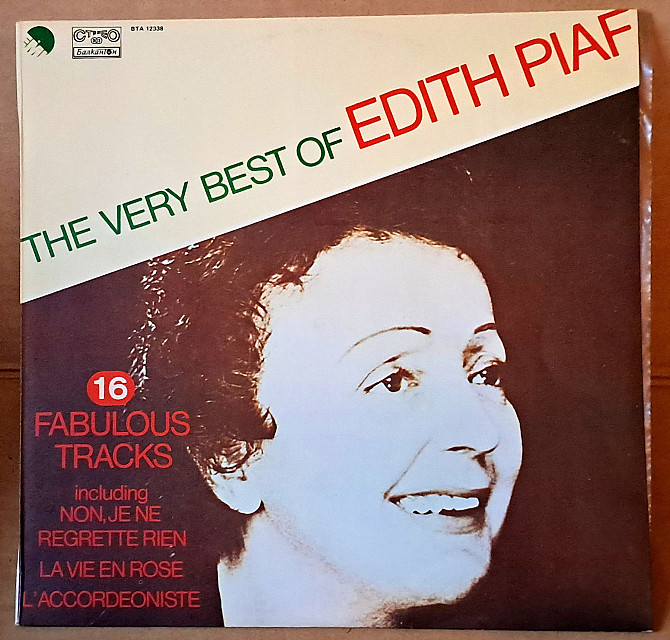 СТЕРЕО
Балкантон
BTA 12338
THE VERY BEST OF EDITH PIAF
16
FABULOUS
TRACKS
including
NON, JE NE
REGRETTE RIEN
LA VIE EN ROSE
L'ACCORDEONISTE